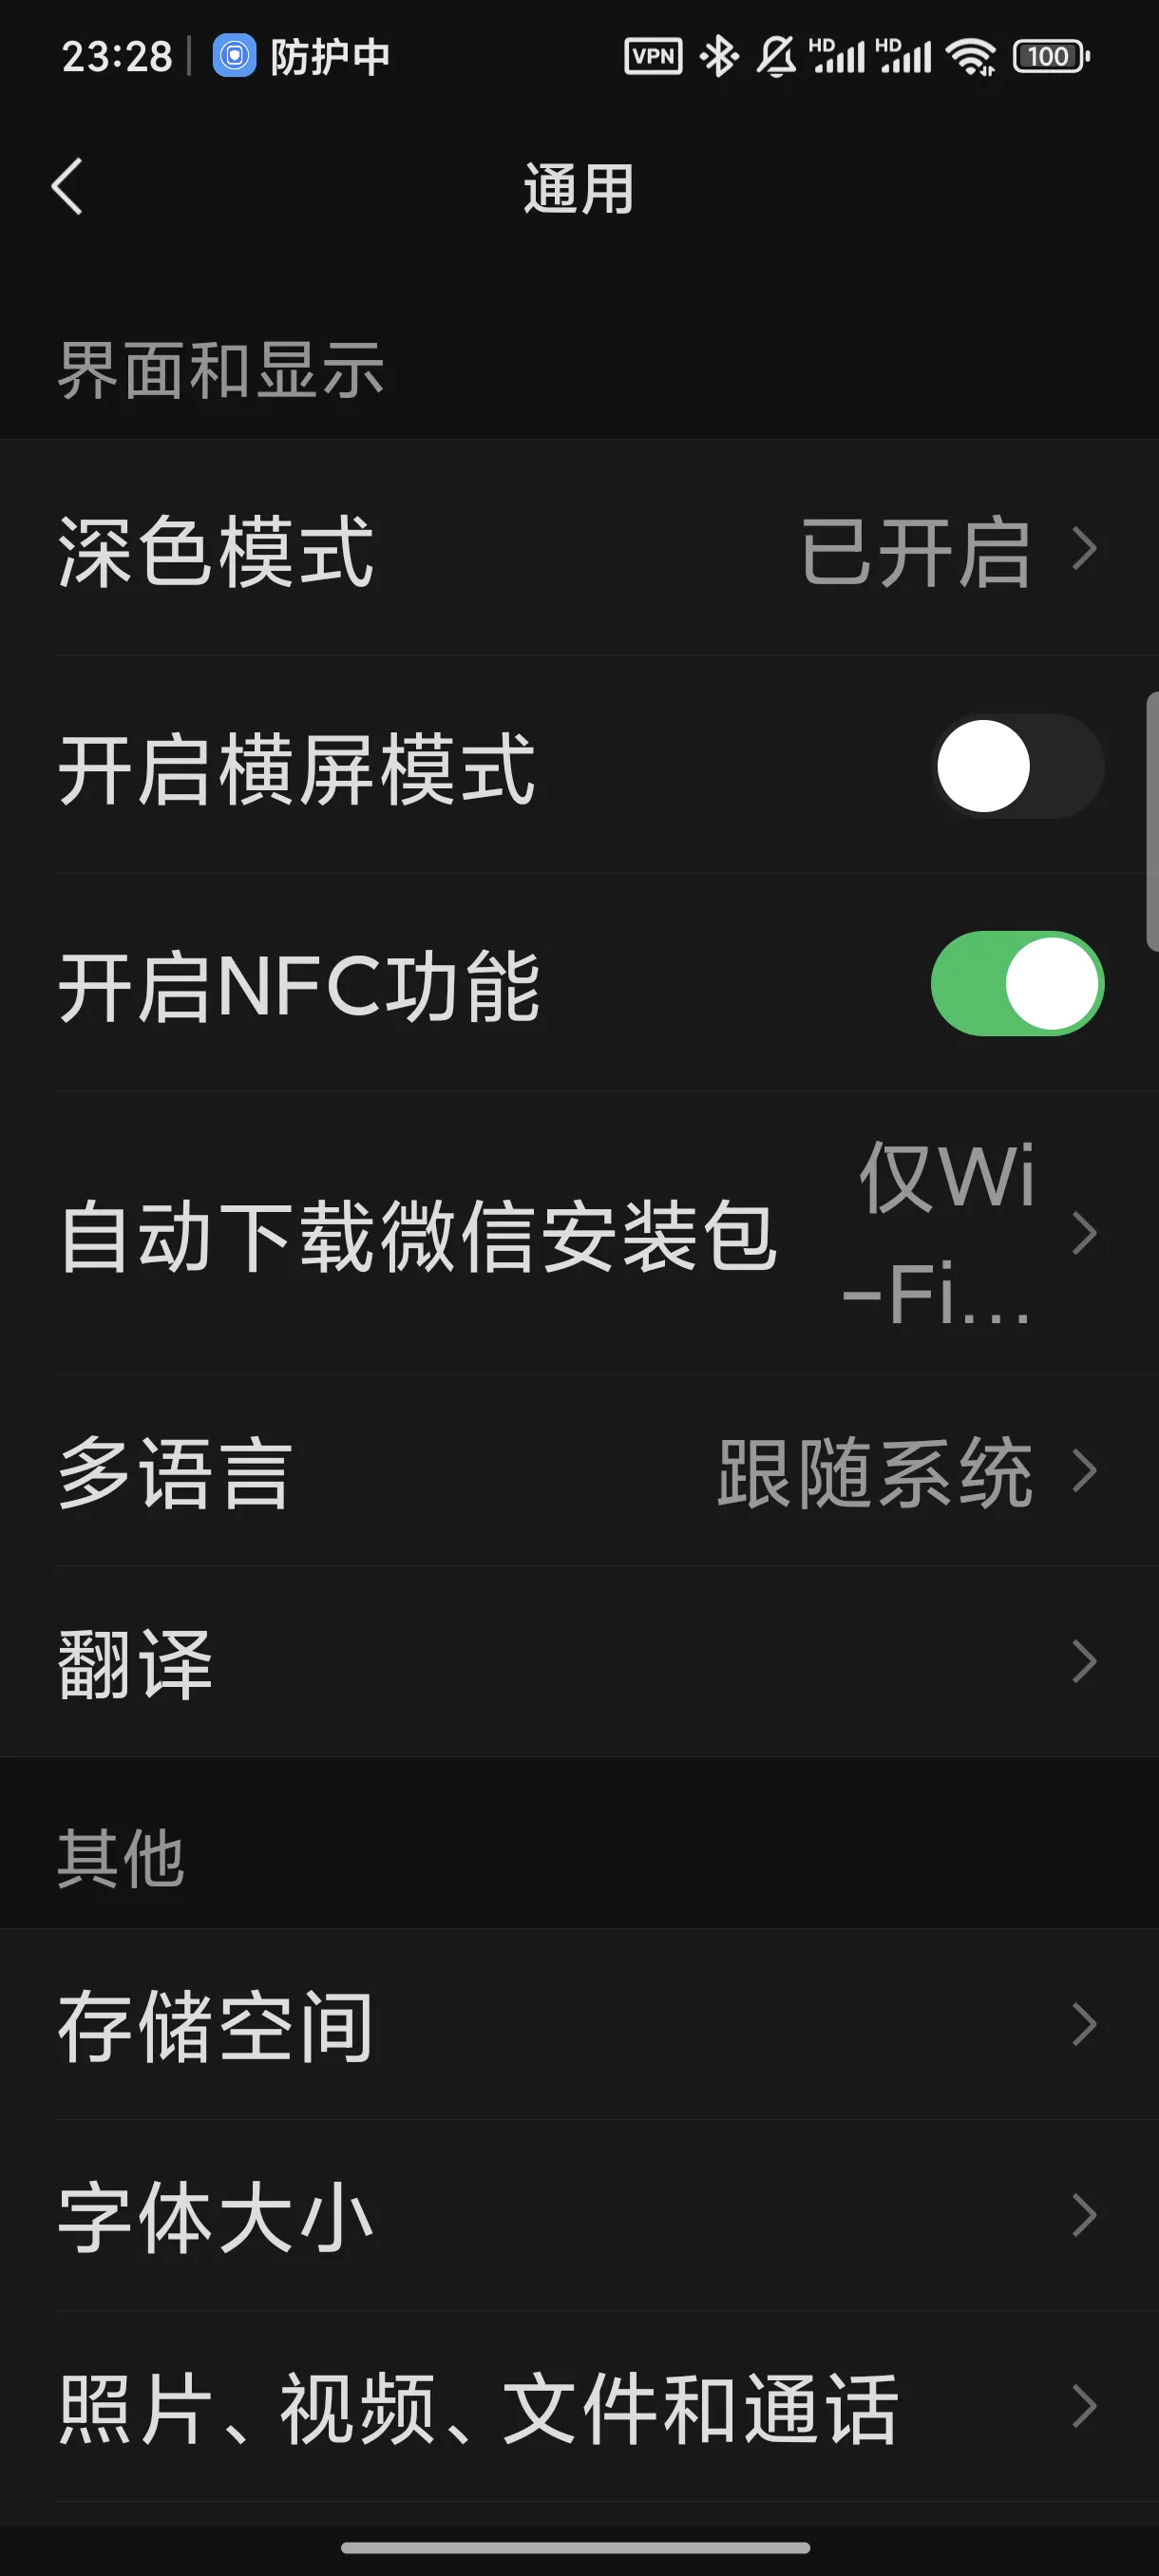 23:28 防护中 VPN HD HD 100
通用
界面和显示
深色模式 已开启
开启横屏模式
开启NFC功能
自动下载微信安装包 仅Wi
-Fi...
多语言 跟随系统
翻译
其他
存储空间
字体大小
照片、视频、文件和通话